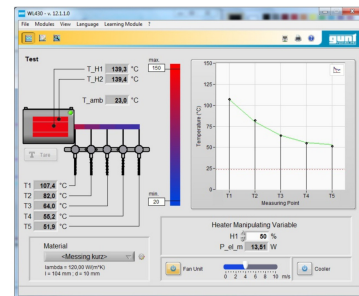 WL430 - v. 12.1.1.0
File Modules View Language Learning Module ?
gunt
Test
T_H1 139,3 °C
T_H2 139,4 °C
T_amb 23,0 °C
max.
150
min.
20
Tare
T1 107,4 °C
T2 82,0 °C
T3 64,0 °C
T4 55,2 °C
T5 51,9 °C
Material
<Messing kurz>
lambda = 120,00 W/(m*K)
l = 104 mm ; d = 10 mm
Temperature (°C)
150
125
100
75
50
25
0
T1 T2 T3 T4 T5
Measuring Point
Heater Manipulating Variable
H1 50 %
P_el_m 13,51 W
Fan Unit
0 2 4 6 8 10 m/s
Cooler